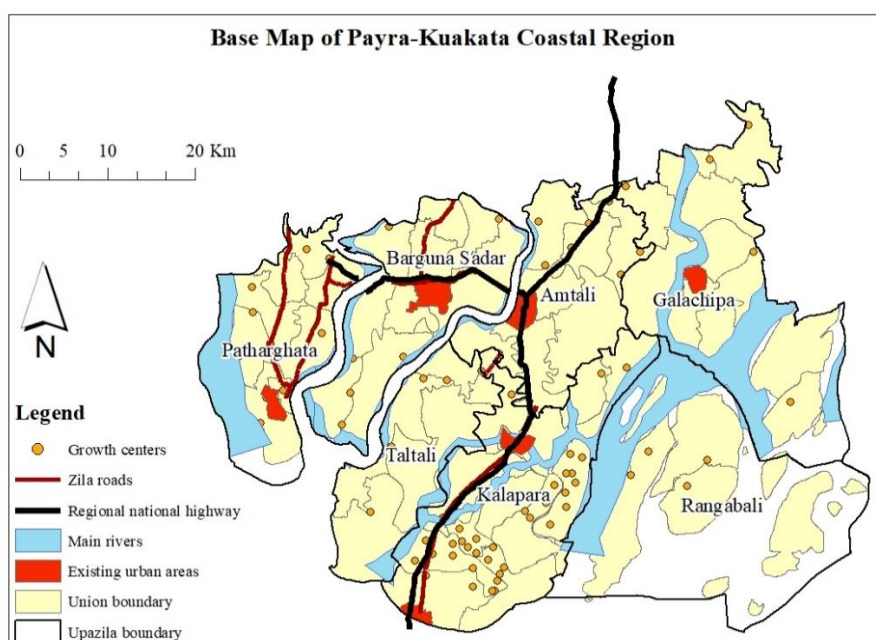 Base Map of Payra-Kuakata Coastal Region
0 5 10 20 Km
Barguna Sadar
Amtali
Galachipa
N
Patharghata
Legend
Growth centers
Taltali
Zila roads
Kalapara
Rangabali
Regional national highway
Main rivers
Existing urban areas
Union boundary
Upazila boundary